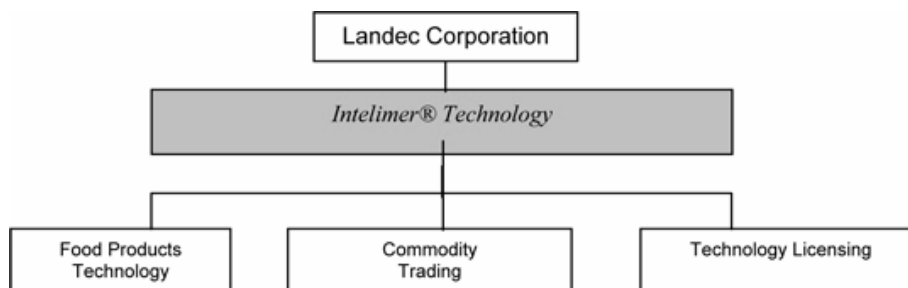 Landec Corporation
Intelimer® Technology
Food Products
Technology
Commodity
Trading
Technology Licensing